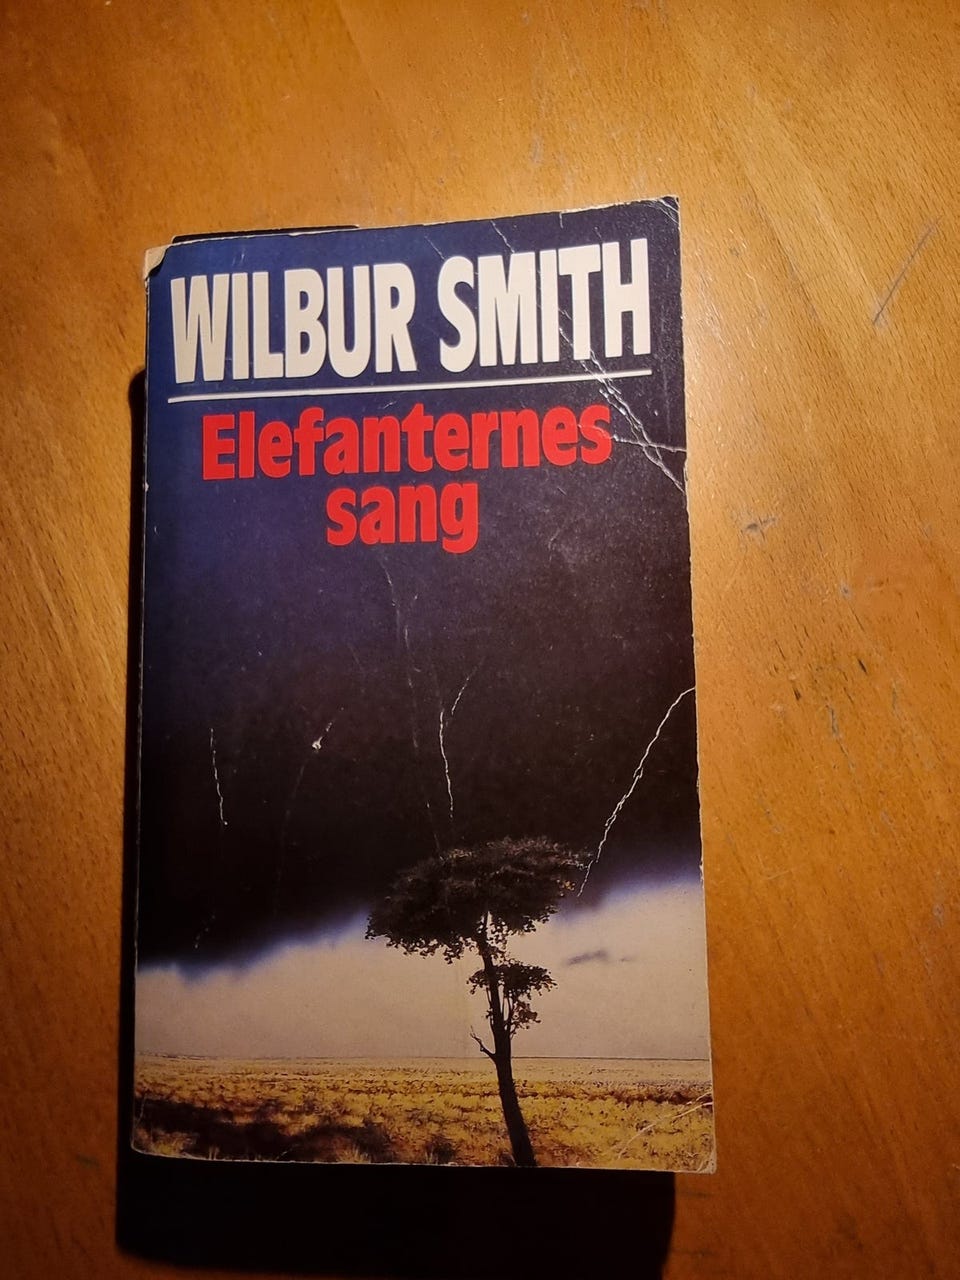 WILBUR SMITH
Elefanternes
sang